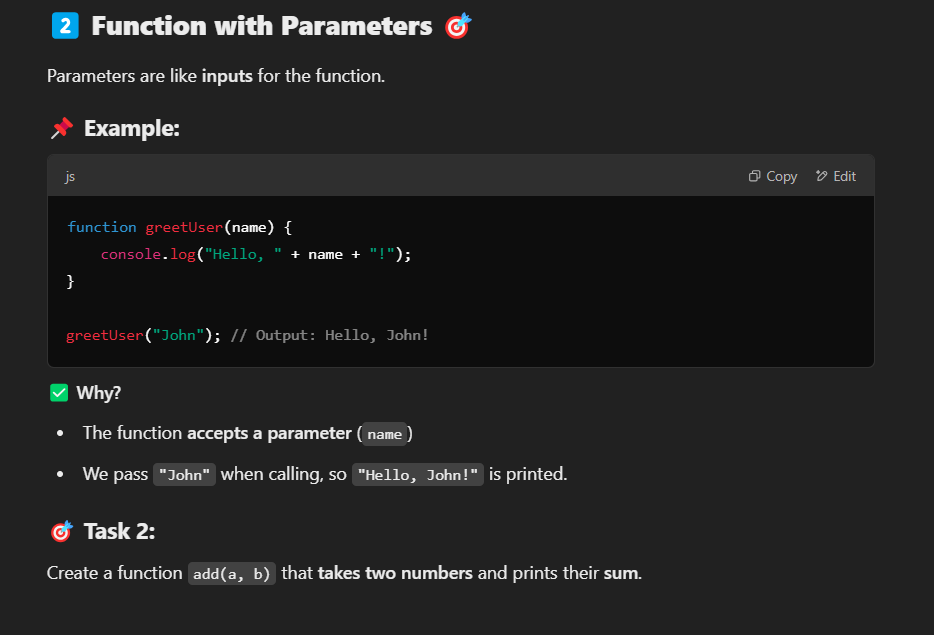 2 Function with Parameters
Parameters are like inputs for the function.
Example:
js Copy Edit
function greetUser(name) {
    console.log("Hello, " + name + "!");
}
greetUser("John"); // Output: Hello, John!
Why?
• The function accepts a parameter (name)
• We pass "John" when calling, so "Hello, John!" is printed.
Task 2:
Create a function add(a, b) that takes two numbers and prints their sum.